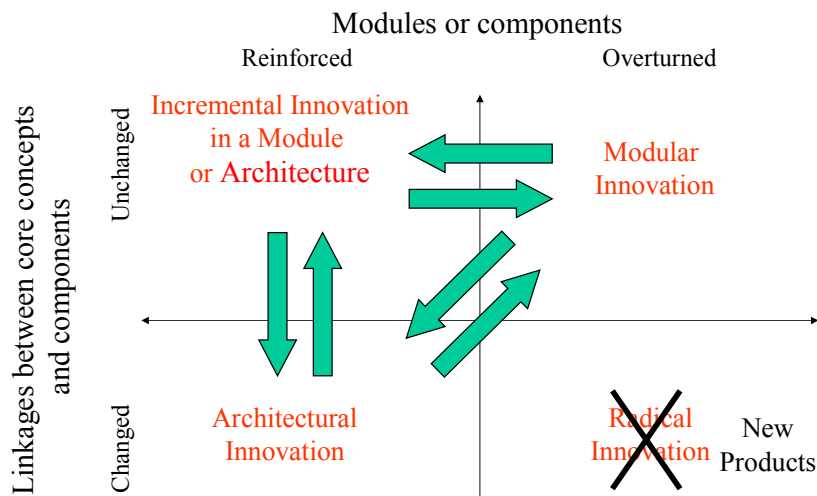 Modules or components
Reinforced
Overturned
Linkages between core concepts
and components
Unchanged
Changed
Incremental Innovation
in a Module
or Architecture
Modular
Innovation
Architectural
Innovation
Radical
Innovation
New
Products